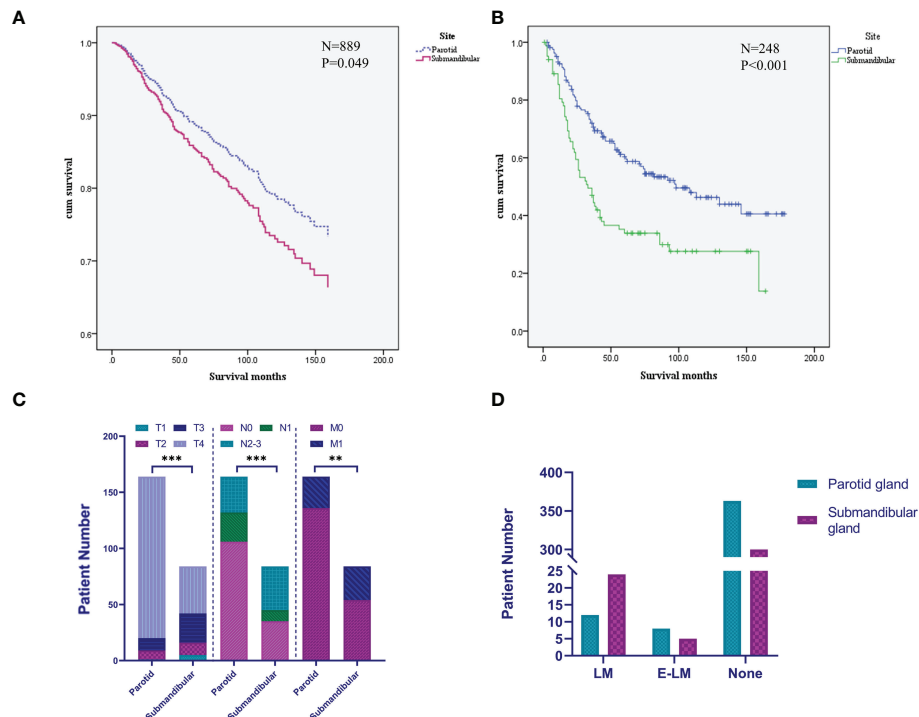 A
Site
N=889
P=0.049
Parotid
Submandibular
1.0
0.9
0.8
0.7
0.6
cum survival
.0
50.0
100.0
150.0
200.0
Survival months
B
Site
N=248
P<0.001
Parotid
Submandibular
1.0
0.8
0.6
0.4
0.2
0.0
cum survival
.0
50.0
100.0
150.0
200.0
Survival months
C
T1 T3 N0 N1 M0
T2 T4 N2-3 M1
*** *** **
200
150
100
50
0
Patient Number
Parotid
Submandibular
Parotid
Submandibular
Parotid
Submandibular
D
Parotid gland
Submandibular
gland
400
350
300
25
20
15
10
5
0
Patient Number
LM E-LM None